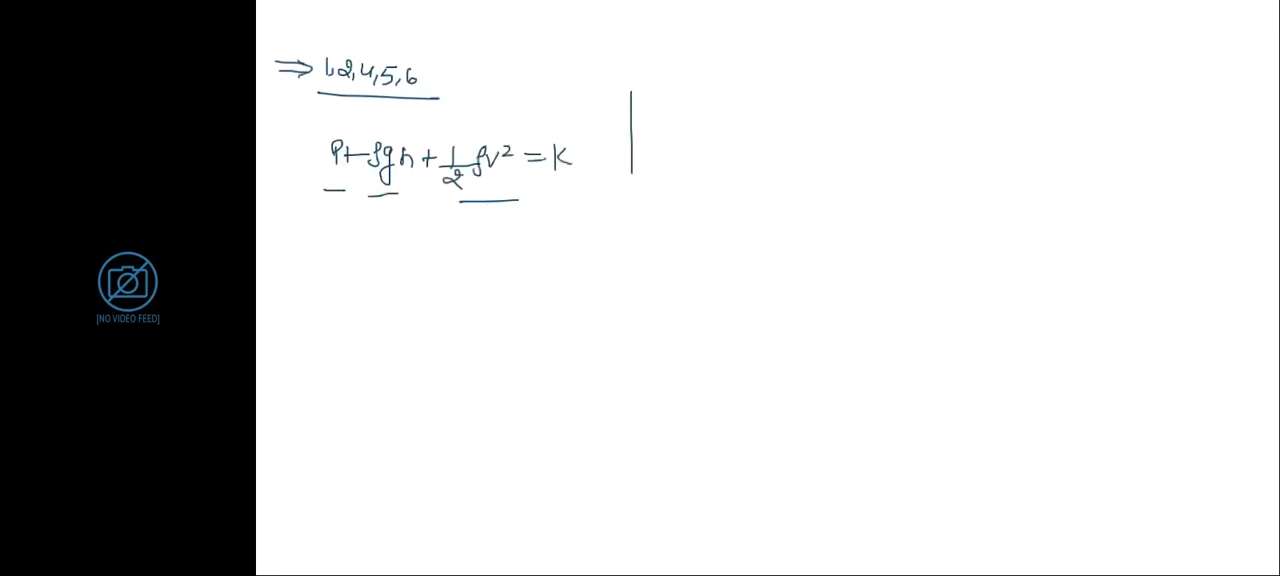 ⇒ 1,2,4,5,6
P + ρgh + 1/2 ρv² = K
[NO VIDEO FEED]